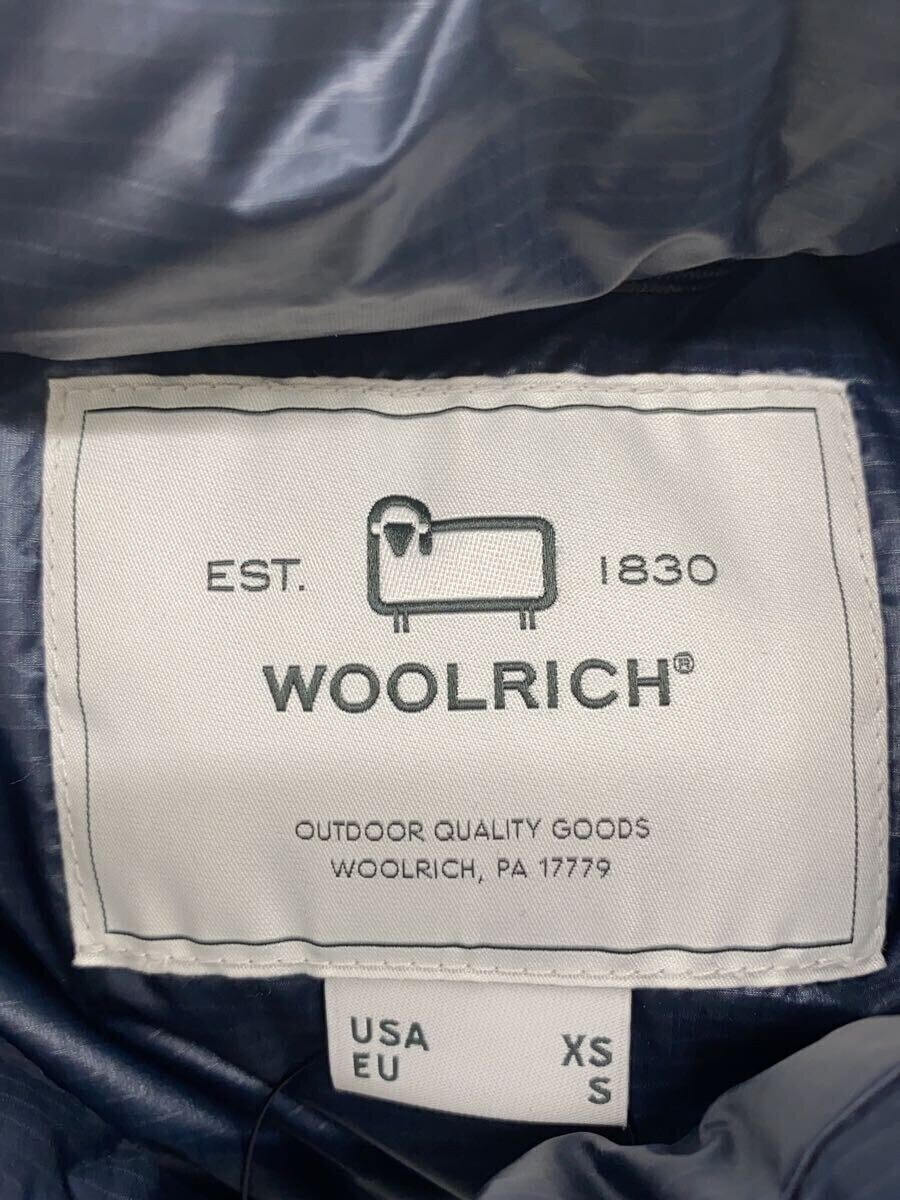 EST. 1830
WOOLRICH®
OUTDOOR QUALITY GOODS
WOOLRICH, PA 17779
USA XS
EU S